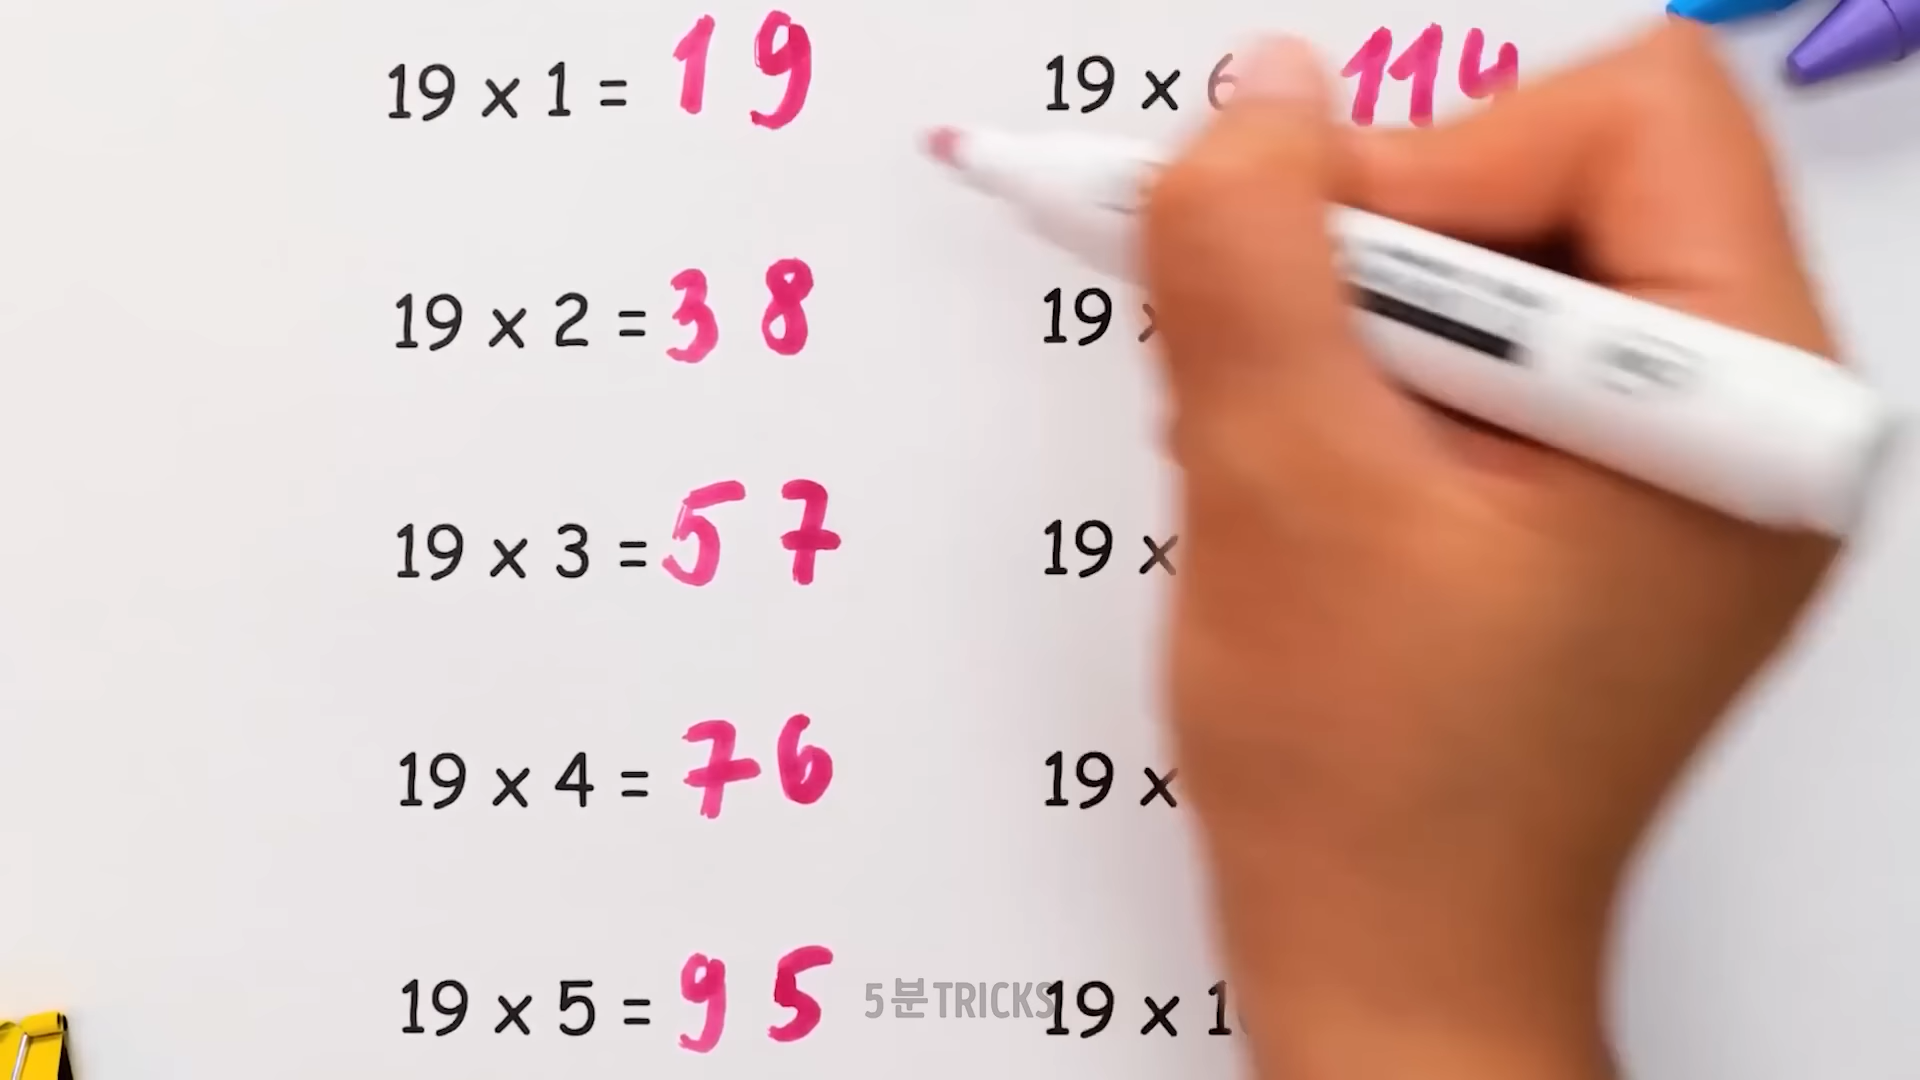 19 x 1 = 19
19 x 2 = 38
19 x 3 = 57
19 x 4 = 76
19 x 5 = 95
19 x 6 114
19 x
19 x
19 x
19 x 1
5분TRICKS